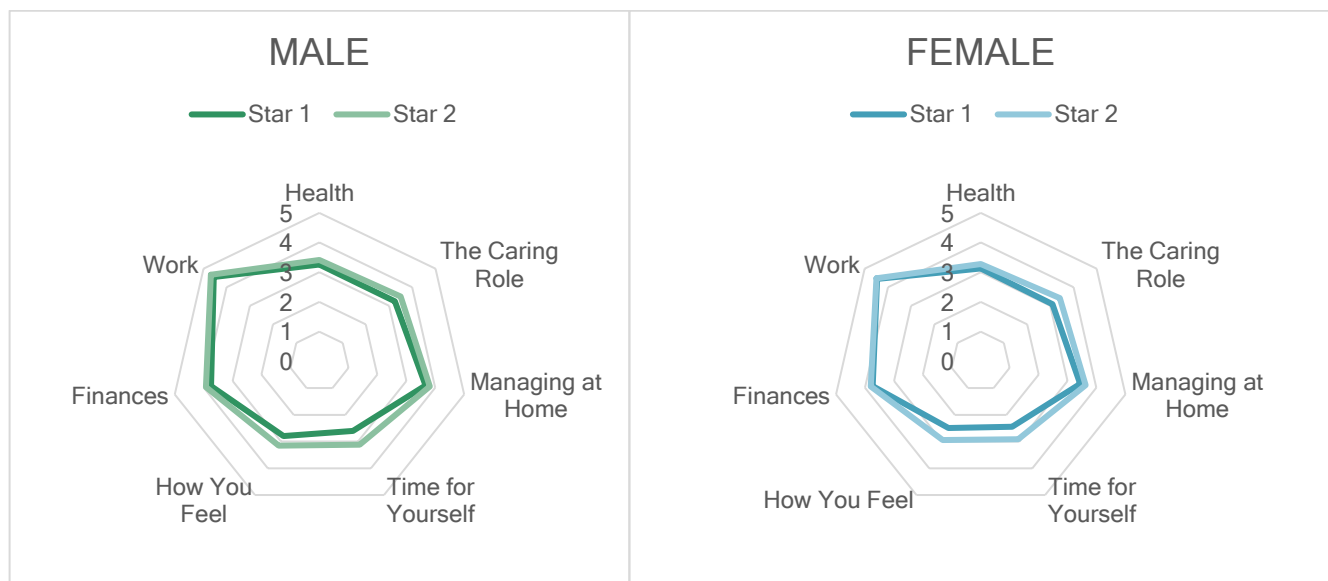 MALE
Star 1 Star 2
Health
5
4
3
2
1
0
The Caring
Role
Managing at
Home
Time for
Yourself
How You
Feel
Finances
Work
FEMALE
Star 1 Star 2
Health
5
4
3
2
1
0
The Caring
Role
Managing at
Home
Time for
Yourself
How You Feel
Finances
Work